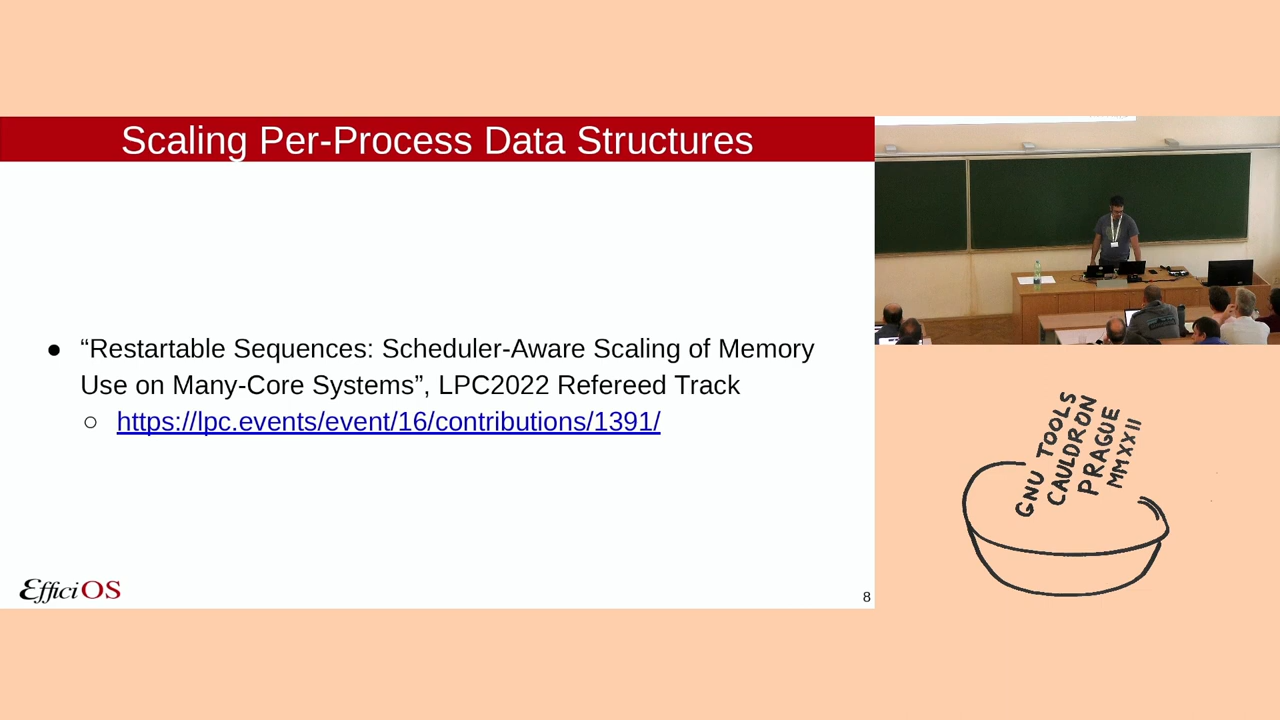 Scaling Per-Process Data Structures
● “Restartable Sequences: Scheduler-Aware Scaling of Memory
Use on Many-Core Systems”, LPC2022 Refereed Track
○ https://lpc.events/event/16/contributions/1391/
EfficiOS
8
GNU TOOLS
CAULDRON
PRAGUE
MMXXII